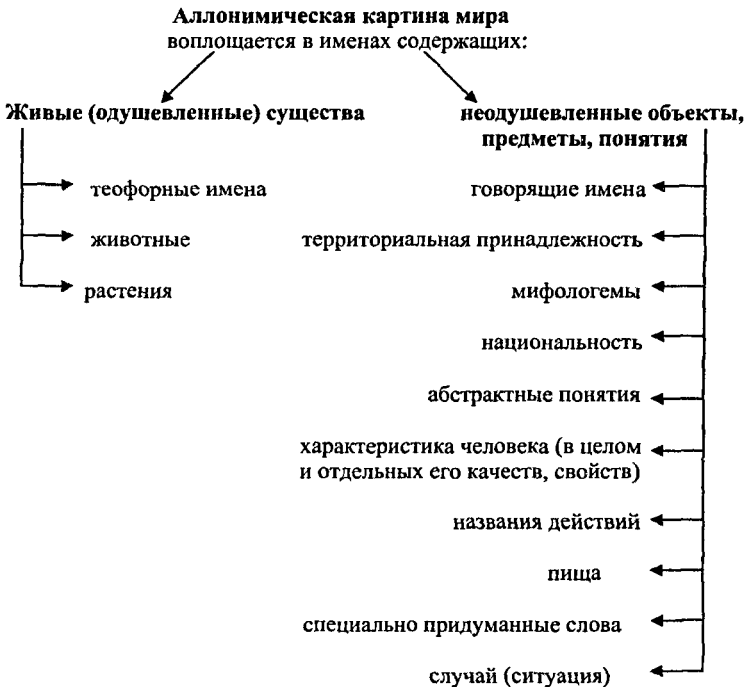 Аллонимическая картина мира
воплощается в именах содержащих:
Живые (одушевленные) существа
теофорные имена
животные
растения
неодушевленные объекты,
предметы, понятия
говорящие имена
территориальная принадлежность
мифологемы
национальность
абстрактные понятия
характеристика человека (в целом
и отдельных его качеств, свойств)
названия действий
пища
специально придуманные слова
случай (ситуация)